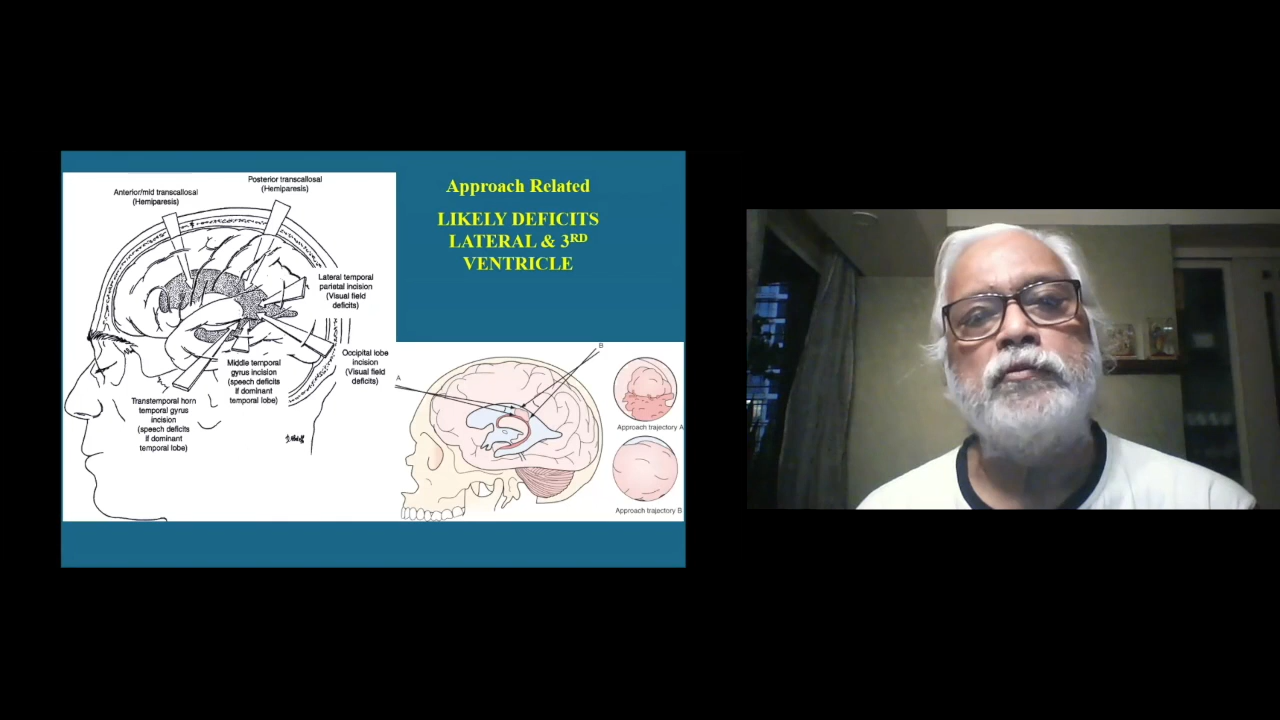 Approach Related
LIKELY DEFICITS
LATERAL & 3RD
VENTRICLE
Posterior transcallosal
(Hemiparesis)
Anterior/mid transcallosal
(Hemiparesis)
Lateral temporal
parietal incision
(Visual field
deficits)
Occipital lobe
incision
(Visual field
deficits)
Middle temporal
gyrus incision
(speech deficits
if dominant
temporal lobe)
Transtemporal horn
temporal gyrus
incision
(speech deficits
if dominant
temporal lobe)
A
B
Approach trajectory A
Approach trajectory B